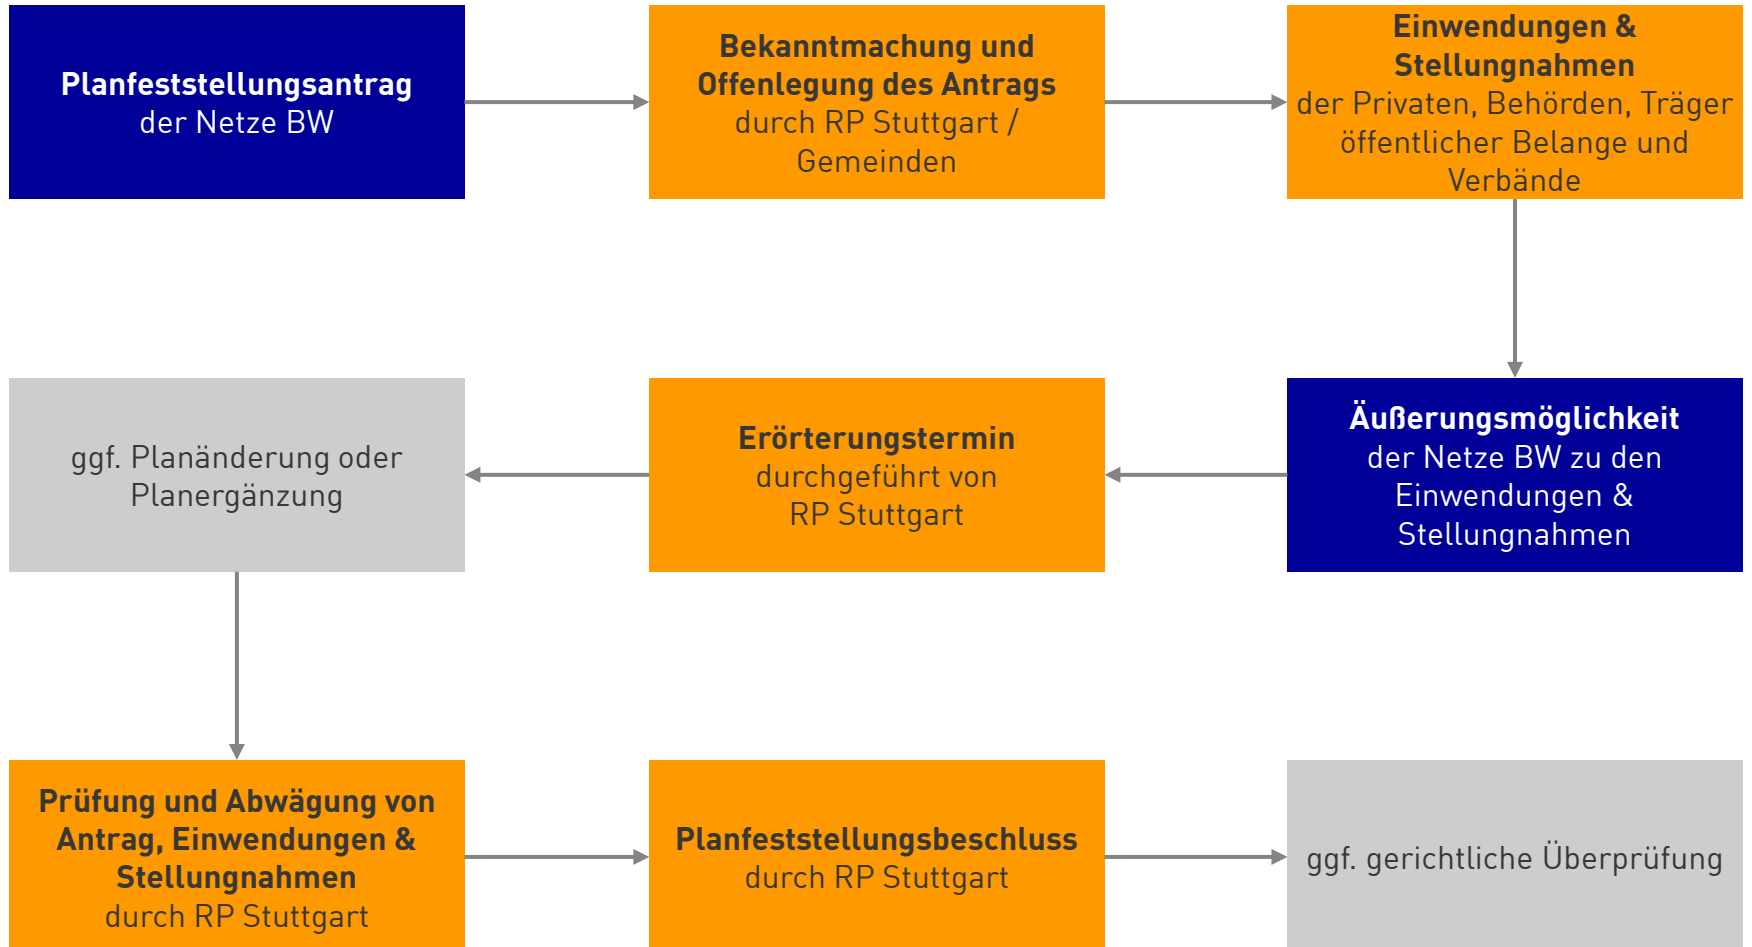 Planfeststellungsantrag
der Netze BW
Bekanntmachung und
Offenlegung des Antrags
durch RP Stuttgart /
Gemeinden
Einwendungen &
Stellungnahmen
der Privaten, Behörden, Träger
öffentlicher Belange und
Verbände
Äußerungsmöglichkeit
der Netze BW zu den
Einwendungen &
Stellungnahmen
Erörterungstermin
durchgeführt von
RP Stuttgart
ggf. Planänderung oder
Planergänzung
Prüfung und Abwägung von
Antrag, Einwendungen &
Stellungnahmen
durch RP Stuttgart
Planfeststellungsbeschluss
durch RP Stuttgart
ggf. gerichtliche Überprüfung